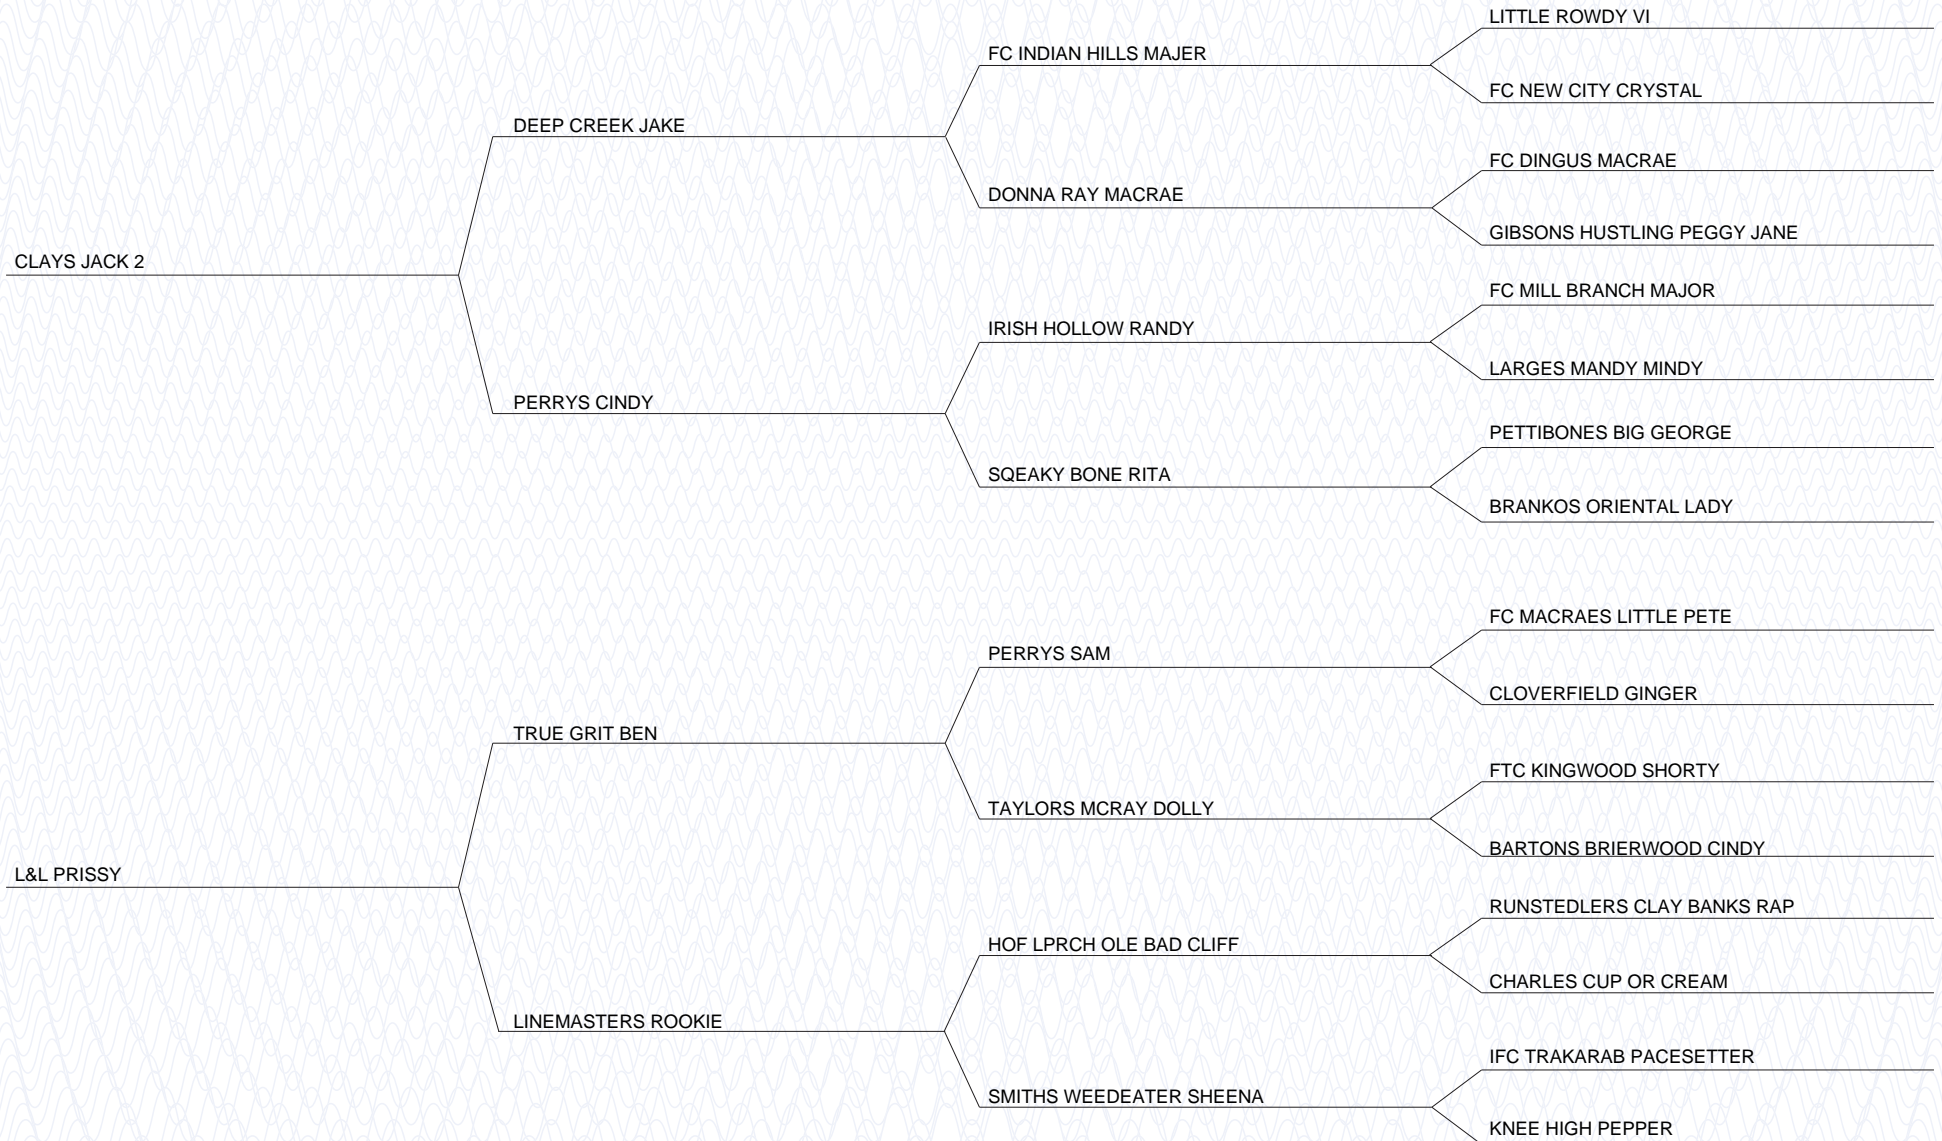 LITTLE ROWDY VI
FC INDIAN HILLS MAJER
FC NEW CITY CRYSTAL
DEEP CREEK JAKE
FC DINGUS MACRAE
DONNA RAY MACRAE
GIBSONS HUSTLING PEGGY JANE
CLAYS JACK 2
FC MILL BRANCH MAJOR
IRISH HOLLOW RANDY
LARGES MANDY MINDY
PERRYS CINDY
PETTIBONES BIG GEORGE
SQEAKY BONE RITA
BRANKOS ORIENTAL LADY
FC MACRAES LITTLE PETE
PERRYS SAM
CLOVERFIELD GINGER
TRUE GRIT BEN
FTC KINGWOOD SHORTY
TAYLORS MCRAY DOLLY
BARTONS BRIERWOOD CINDY
L&L PRISSY
RUNSTEDLERS CLAY BANKS RAP
HOF LPRCH OLE BAD CLIFF
CHARLES CUP OR CREAM
LINEMASTERS ROOKIE
IFC TRAKARAB PACESETTER
SMITHS WEEDEATER SHEENA
KNEE HIGH PEPPER